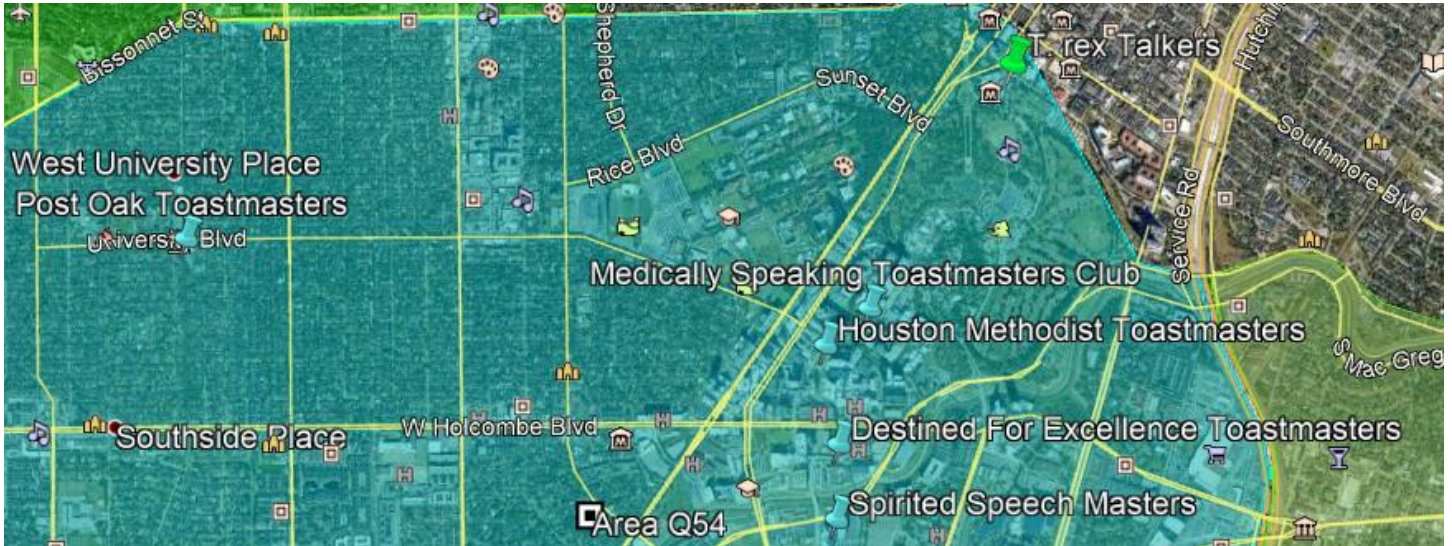 Bissonnet St
Shepherd Dr
Sunset Blvd
T. rex Talkers
Hutchin
Southmore Blvd
Rice Blvd
West University Place
Post Oak Toastmasters
University Blvd
Service Rd
Medically Speaking Toastmasters Club
Houston Methodist Toastmasters
S Mac Greg
W Holcombe Blvd
Southside Place
Destined For Excellence Toastmasters
Spirited Speech Masters
Area Q54